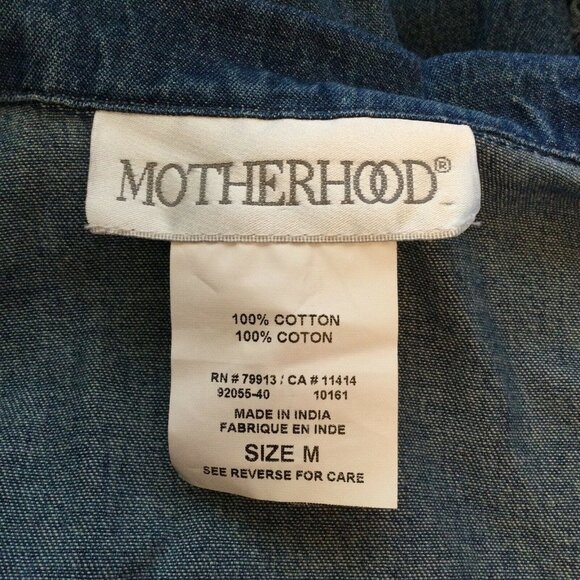 MOTHERHOOD®
100% COTTON
100% COTON
RN # 79913 / CA # 11414
92055-40 10161
MADE IN INDIA
FABRIQUE EN INDE
SIZE M
SEE REVERSE FOR CARE